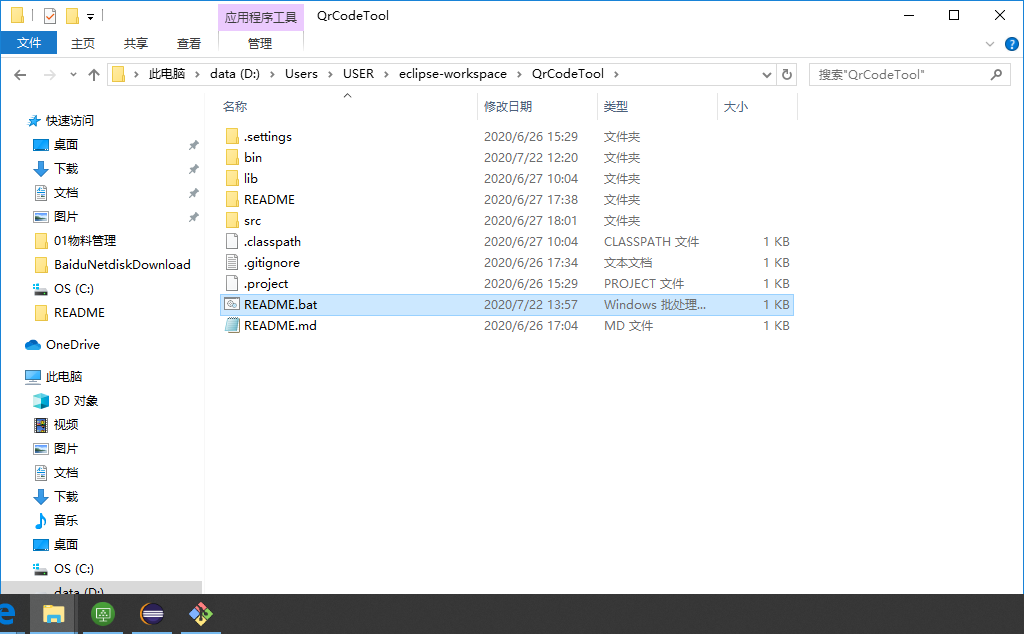 应用程序工具 QrCodeTool
文件 主页 共享 查看 管理
此电脑 data (D:) Users USER eclipse-workspace QrCodeTool 搜索"QrCodeTool"
名称 修改日期 类型 大小
.settings 2020/6/26 15:29 文件夹
bin 2020/7/22 12:20 文件夹
lib 2020/6/27 10:04 文件夹
README 2020/6/27 17:38 文件夹
src 2020/6/27 18:01 文件夹
.classpath 2020/6/27 10:04 CLASSPATH 文件 1 KB
.gitignore 2020/6/26 17:34 文本文档 1 KB
.project 2020/6/26 15:29 PROJECT 文件 1 KB
README.bat 2020/7/22 13:57 Windows 批处理... 1 KB
README.md 2020/6/26 17:04 MD 文件 1 KB
快速访问
桌面
下载
文档
图片
01物料管理
BaiduNetdiskDownload
OS (C:)
README
OneDrive
此电脑
3D 对象
视频
图片
文档
下载
音乐
桌面
OS (C:)
data (D:)